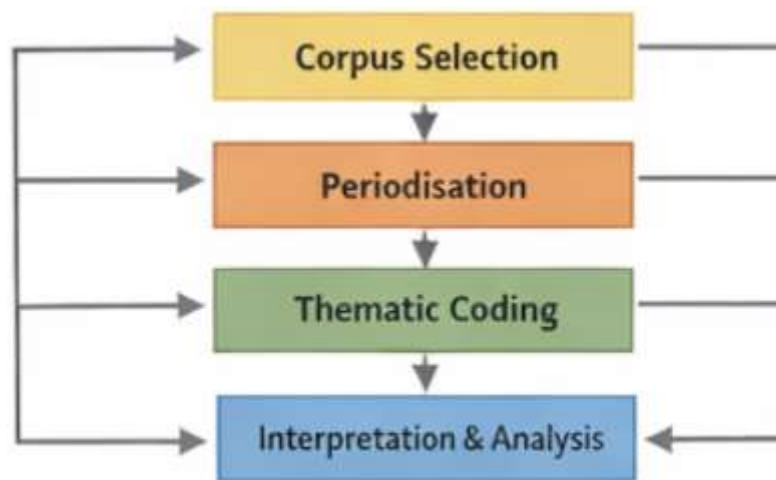 Corpus Selection
Periodisation
Thematic Coding
Interpretation & Analysis